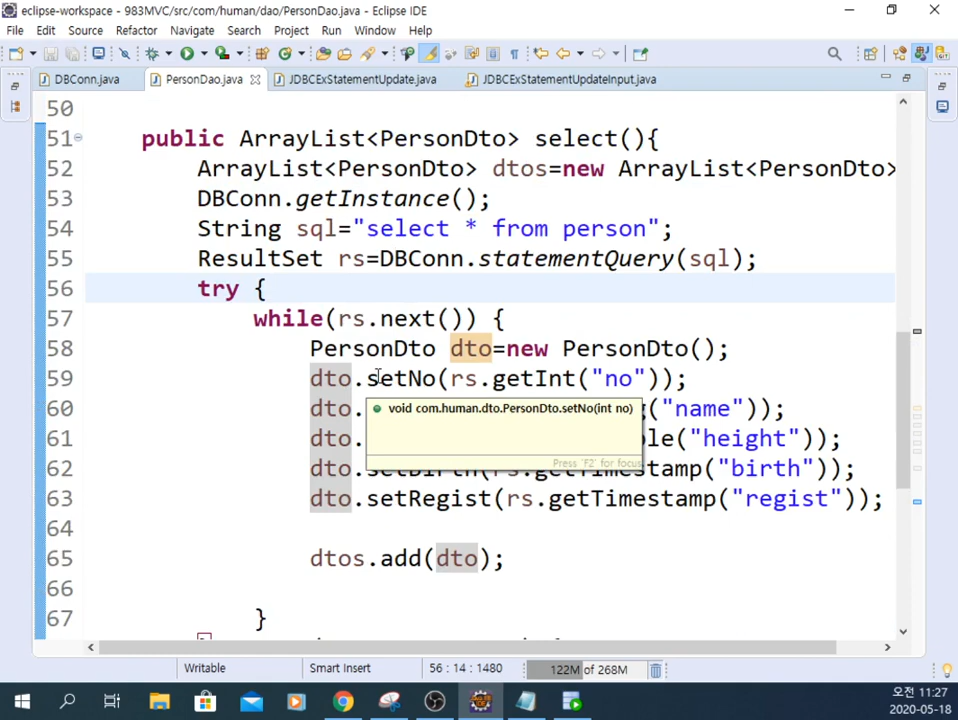 eclipse-workspace - 983MVC/src/com/human/dao/PersonDao.java - Eclipse IDE
File Edit Source Refactor Navigate Search Project Run Window Help
DBConn.java PersonDao.java JDBCExStatementUpdate.java JDBCExStatementUpdateInput.java
50
51 public ArrayList<PersonDto> select(){
52 ArrayList<PersonDto> dtos=new ArrayList<PersonDto>
53 DBConn.getInstance();
54 String sql="select * from person";
55 ResultSet rs=DBConn.statementQuery(sql);
56 try {
57 while(rs.next()) {
58 PersonDto dto=new PersonDto();
59 dto.setNo(rs.getInt("no"));
60 dto. g("name"));
void com.human.dto.PersonDto.setNo(int no)
61 dto. le("height"));
Press 'F2' for focus
62 dto.setBirth(rs.getTimestamp("birth"));
63 dto.setRegist(rs.getTimestamp("regist"));
64
65 dtos.add(dto);
66
67 }
Writable Smart Insert 56 : 14 : 1480 122M of 268M
오전 11:27
2020-05-18